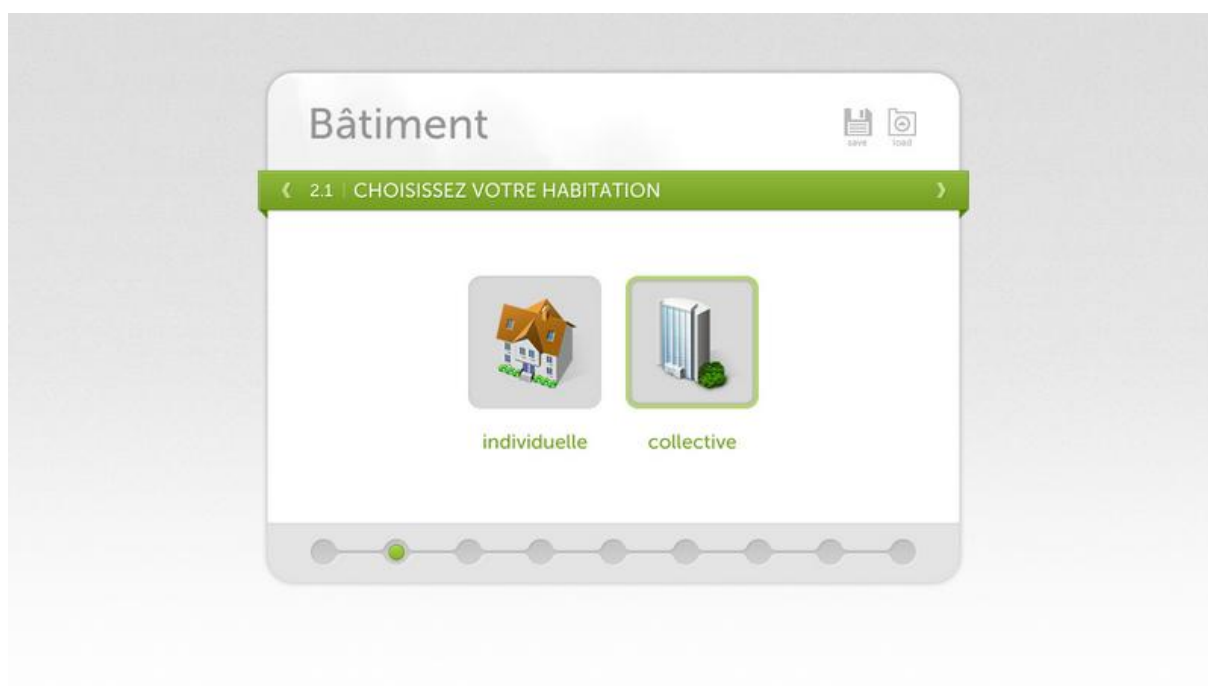 Bâtiment
save load
2.1 | CHOISISSEZ VOTRE HABITATION
individuelle collective